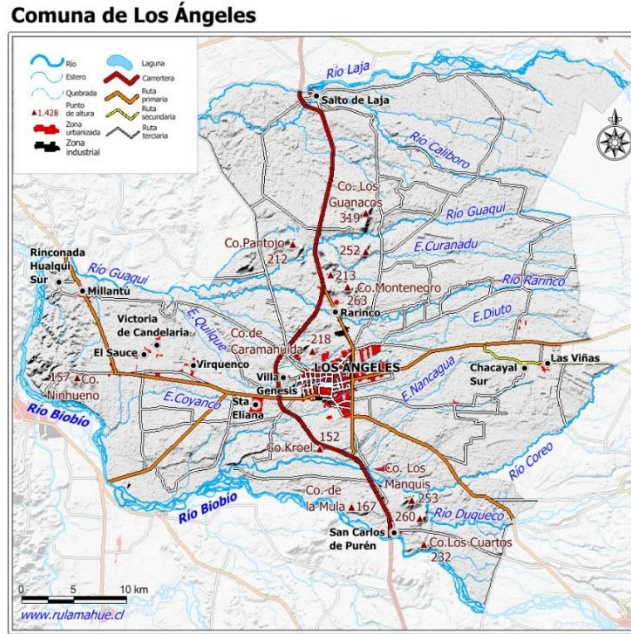 Comuna de Los Ángeles
Río
Estero
Quebrada
1.428 Punto
de altura
Zona
urbanizada
Zona
industrial
Laguna
Carrertera
Ruta
primaria
Ruta
secundaria
Ruta
terciaria
Río Laja
Salto de Laja
Río Caliboro
Co. Los
Guanacos
319
Río Guaqui
Co.Pantojo
212
252
E.Curanadu
Rinconada
Hualqui
Sur
Río Guaqui
Millantú
213
Co.Montenegro
263
Río Rarinco
Rarinco
E.Diuto
Victoria
de Candelaria
E.Quilque
Co.de
Caramahuida
218
El Sauce
Virquenco
LOS ÁNGELES
Las Viñas
157
Co.
Ninhueno
Villa
Genesis
E.Nancagua
Chacayal
Sur
Río Biobío
E.Coyanco
Sta
Eliana
152
Co.Kroel
Río Coreo
Co. Los
Manquis
Río Biobío
Co. de
la Mula
167
253
260
Río Duqueco
San Carlos
de Purén
Co.Los Cuartos
232
0 5 10 km
www.rulamahue.cl